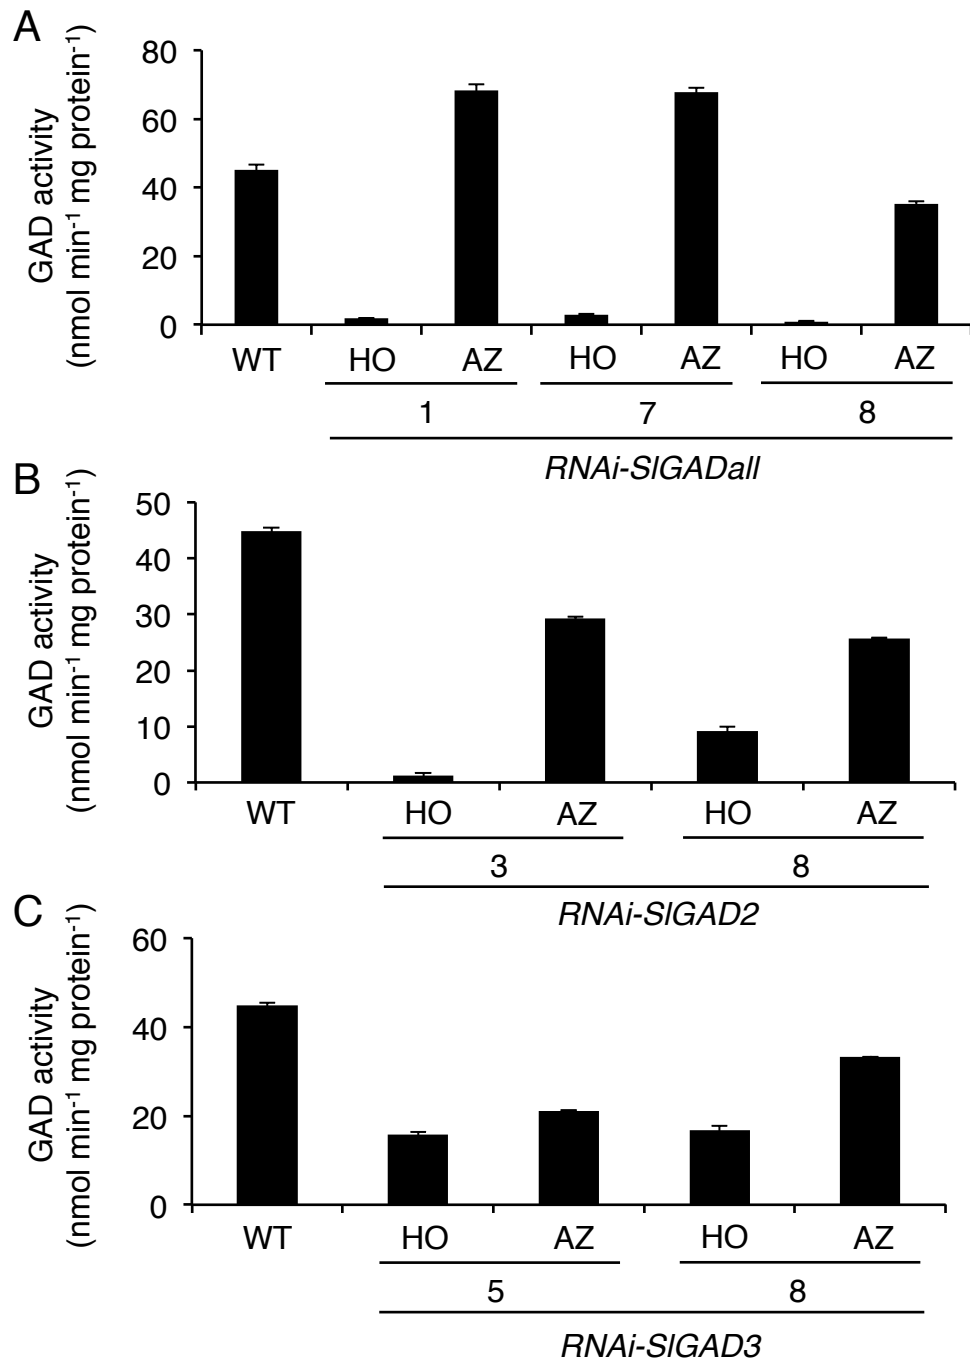 A
GAD activity
(nmol min-1 mg protein-1)
80
60
40
20
0
WT HO AZ HO AZ HO AZ
1 7 8
RNAi-SlGADall
B
GAD activity
(nmol min-1 mg protein-1)
50
40
30
20
10
0
WT HO AZ HO AZ
3 8
RNAi-SlGAD2
C
GAD activity
(nmol min-1 mg protein-1)
60
40
20
0
WT HO AZ HO AZ
5 8
RNAi-SlGAD3